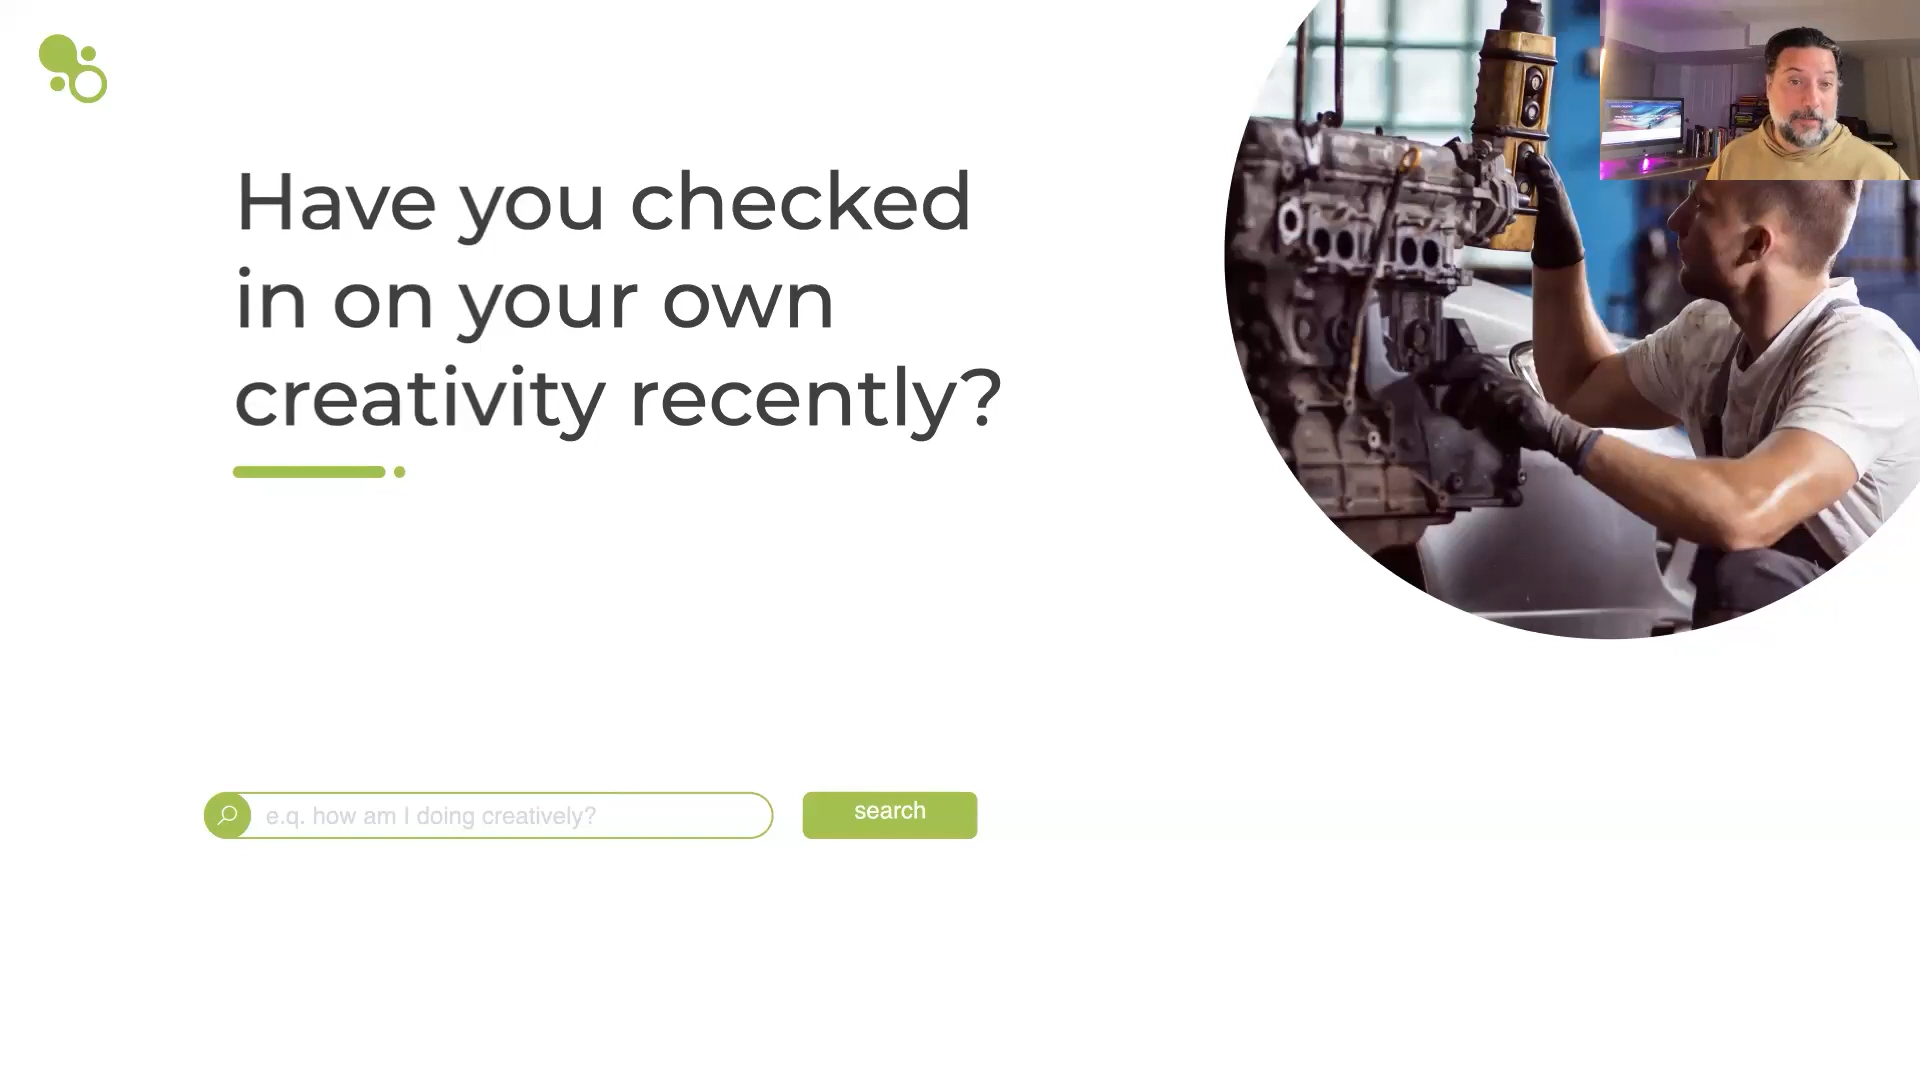 Have you checked
in on your own
creativity recently?
e.q. how am I doing creatively?
search